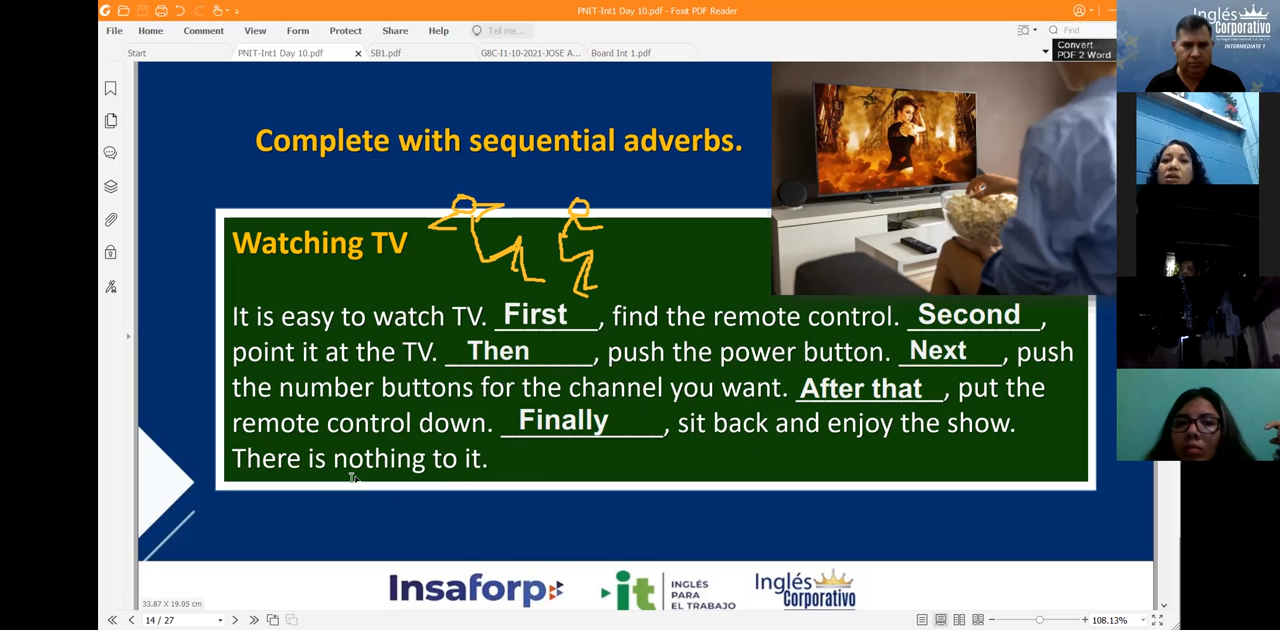 PNIT-Int1 Day 10.pdf - Foxit PDF Reader
File Home Comment View Form Protect Share Help Tell me... Find
Start PNIT-Int1 Day 10.pdf SB1.pdf G8C-I1-10-2021-JOSE A... Board Int 1.pdf
Convert
PDF 2 Word
Inglés
Corporativo
INTERMEDIATE 1
Complete with sequential adverbs.
Watching TV
It is easy to watch TV. First, find the remote control. Second,
point it at the TV. Then, push the power button. Next, push
the number buttons for the channel you want. After that, put the
remote control down. Finally, sit back and enjoy the show.
There is nothing to it.
Insaforp it INGLÉS PARA EL TRABAJO Inglés Corporativo
33.87 X 19.05 cm
14 / 27 108.13%